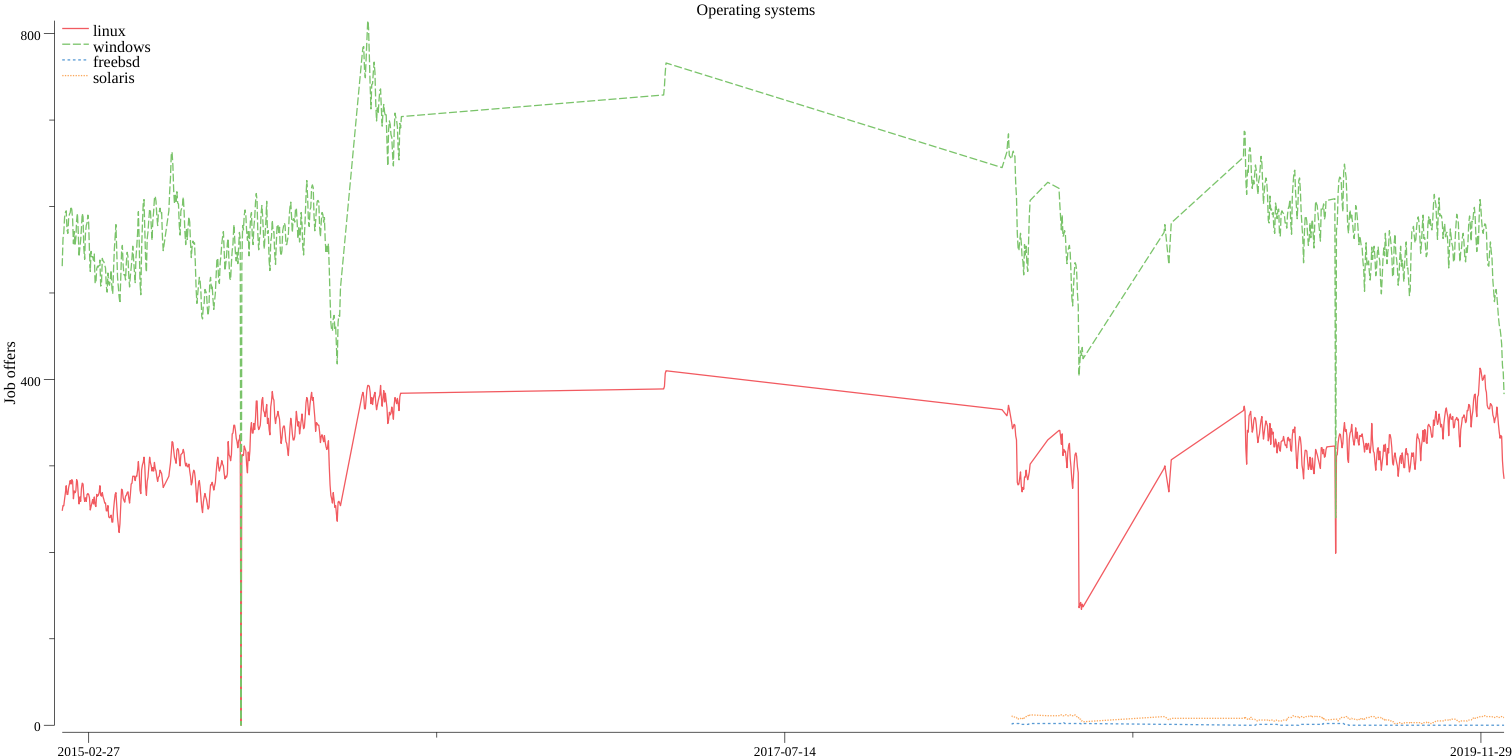 Operating systems
linux
windows
freebsd
solaris
Job offers
800
400
0
2015-02-27
2017-07-14
2019-11-29